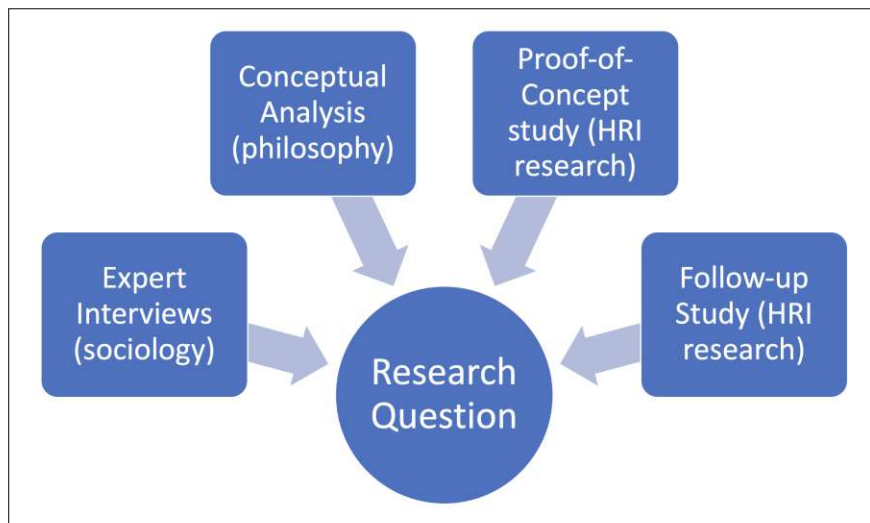 Conceptual
Analysis
(philosophy)
Proof-of-
Concept
study (HRI
research)
Expert
Interviews
(sociology)
Follow-up
Study (HRI
research)
Research
Question